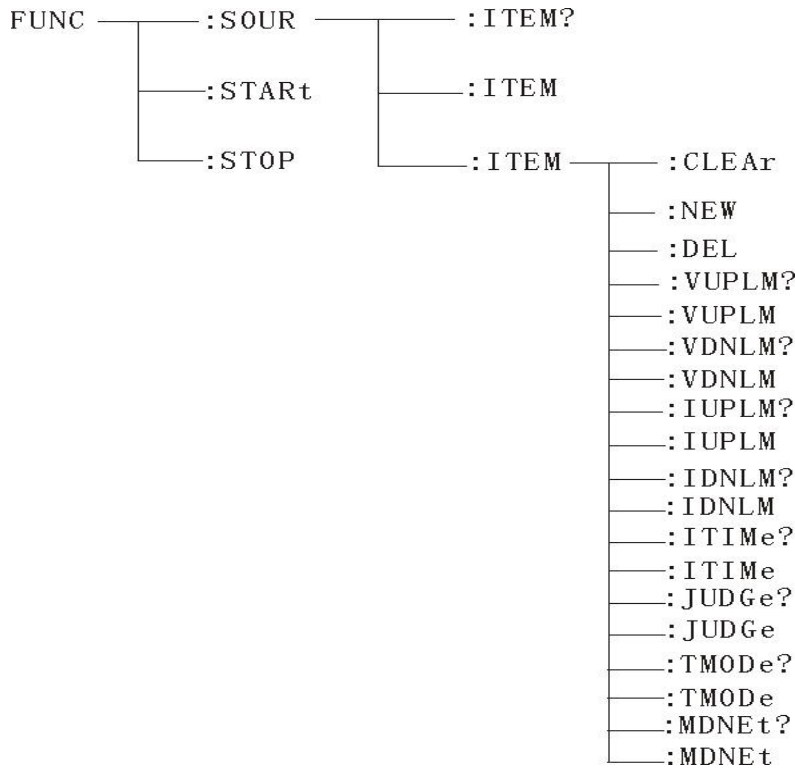 FUNC :SOUR :ITEM?
:STARt :ITEM
:STOP :ITEM :CLEAr
:NEW
:DEL
:VUPLM?
:VUPLM
:VDNLM?
:VDNLM
:IUPLM?
:IUPLM
:IDNLM?
:IDNLM
:ITIMe?
:ITIMe
:JUDGe?
:JUDGe
:TMODe?
:TMODe
:MDNEt?
:MDNEt